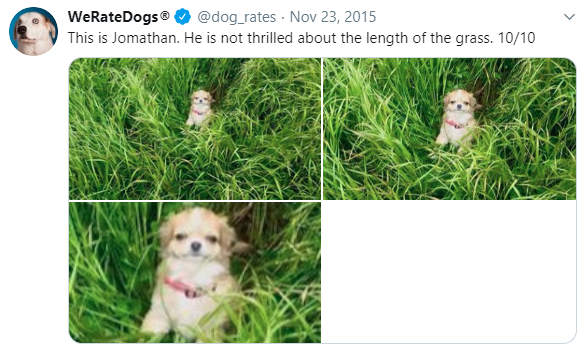 WeRateDogs® @dog_rates · Nov 23, 2015
This is Jomathan. He is not thrilled about the length of the grass. 10/10